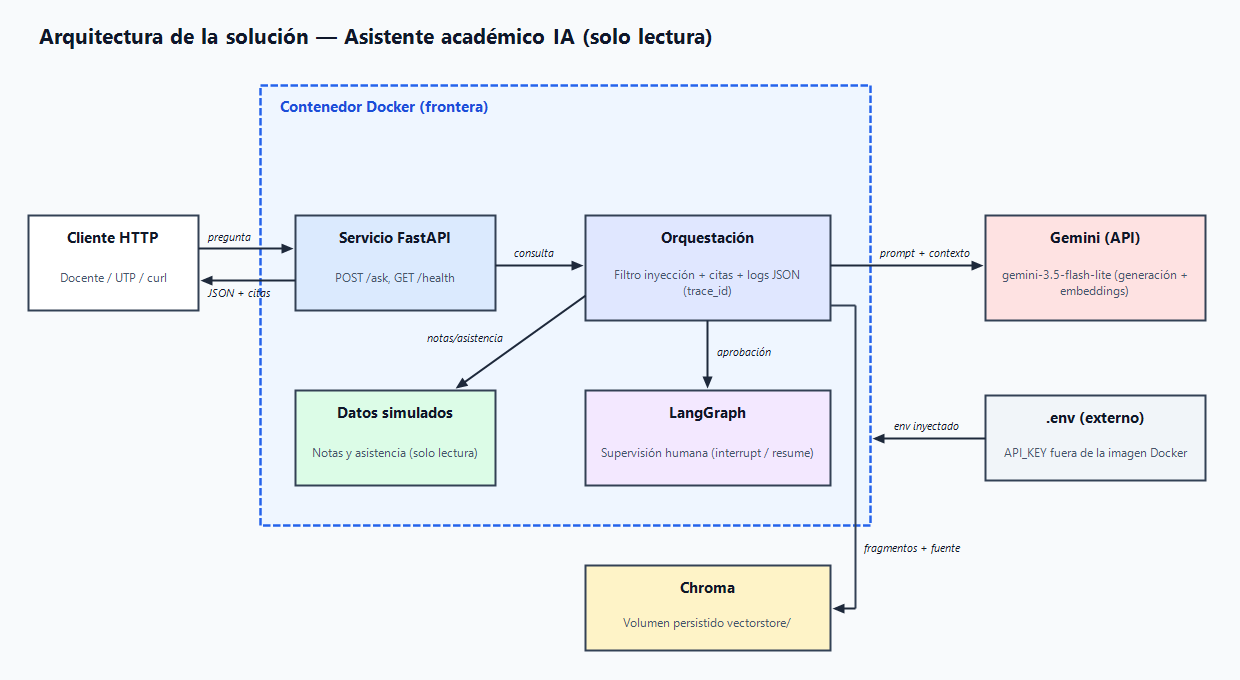 Arquitectura de la solución — Asistente académico IA (solo lectura)
Contenedor Docker (frontera)
Cliente HTTP
Docente / UTP / curl
pregunta
JSON + citas
Servicio FastAPI
POST /ask, GET /health
consulta
Orquestación
Filtro inyección + citas + logs JSON
(trace_id)
prompt + contexto
Gemini (API)
gemini-3.5-flash-lite (generación +
embeddings)
notas/asistencia
aprobación
Datos simulados
Notas y asistencia (solo lectura)
LangGraph
Supervisión humana (interrupt / resume)
env inyectado
.env (externo)
API_KEY fuera de la imagen Docker
fragmentos + fuente
Chroma
Volumen persistido vectorstore/